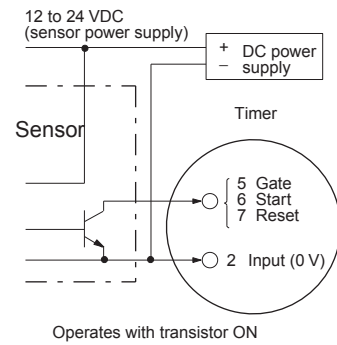 12 to 24 VDC
(sensor power supply)
+ DC power
− supply
Timer
Sensor
5 Gate
6 Start
7 Reset
2 Input (0 V)
Operates with transistor ON